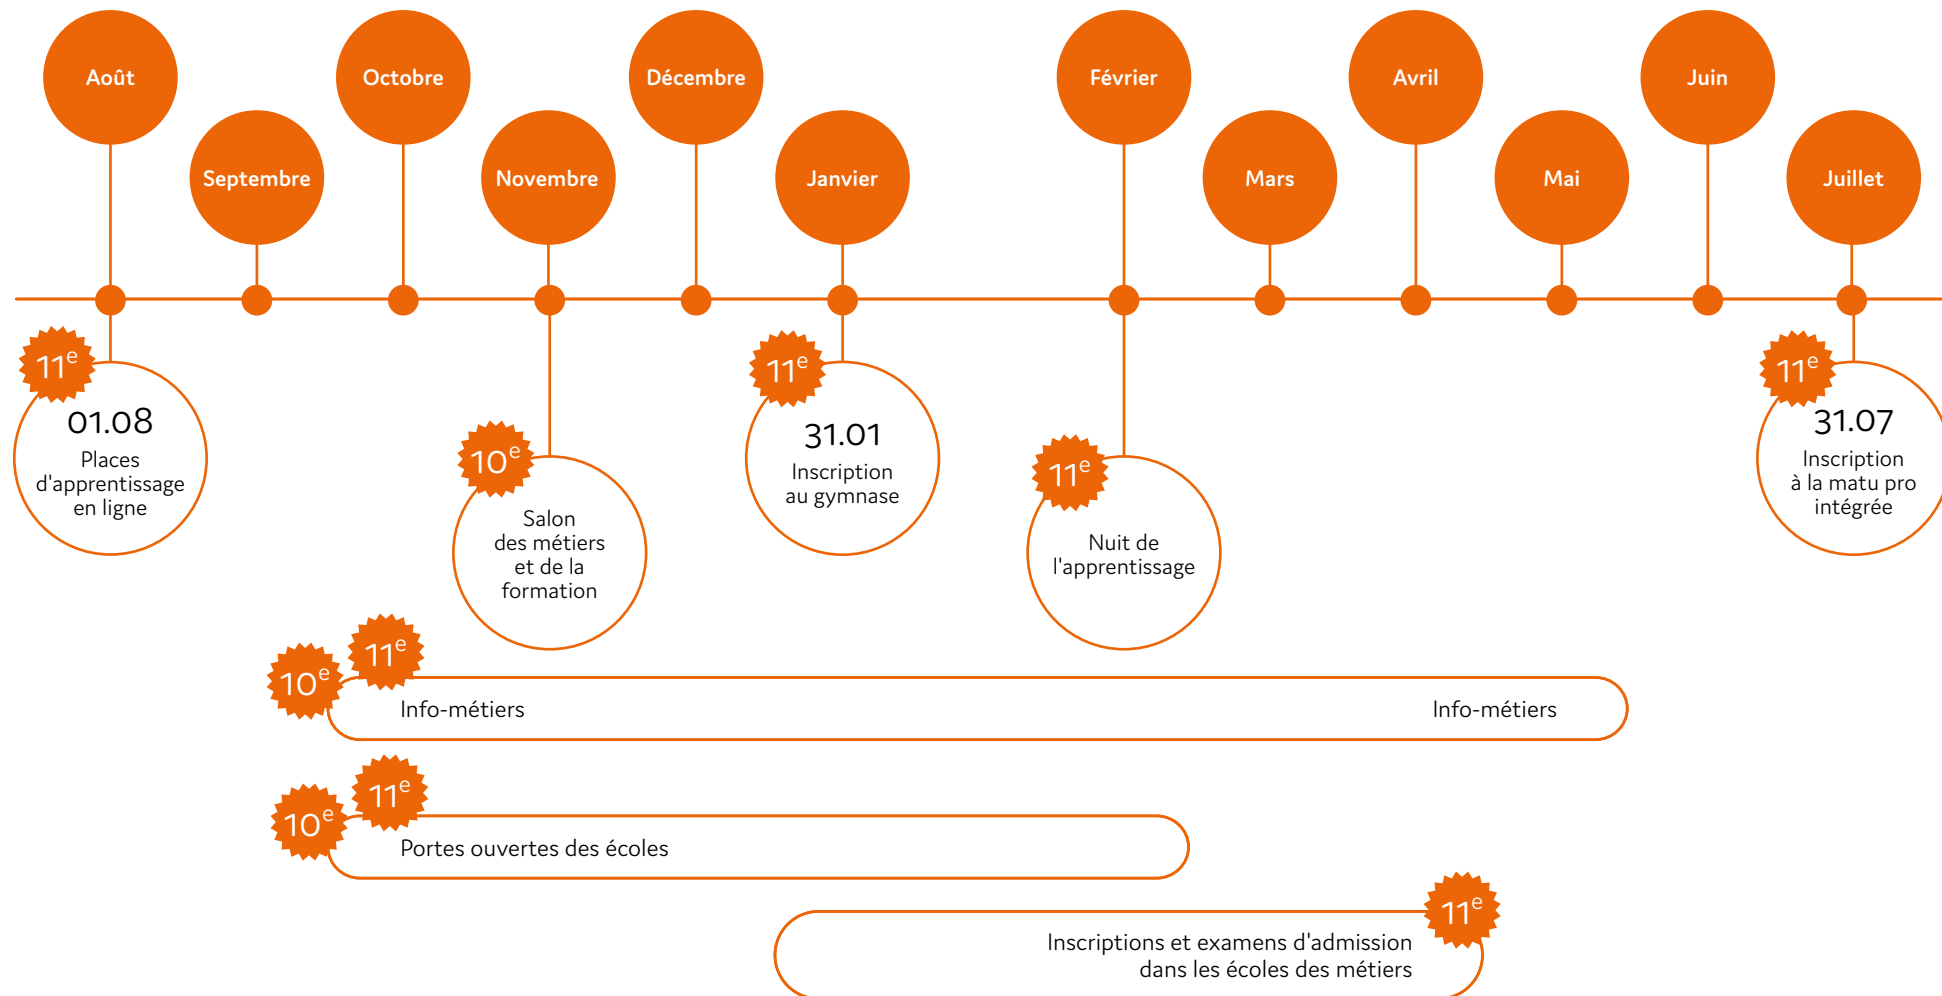 Août
Octobre
Décembre
Février
Avril
Juin
Septembre
Novembre
Janvier
Mars
Mai
Juillet
11e
01.08
Places
d'apprentissage
en ligne
10e
Salon
des métiers
et de la
formation
11e
31.01
Inscription
au gymnase
11e
Nuit de
l'apprentissage
11e
31.07
Inscription
à la matu pro
intégrée
10e
11e
Info-métiers
Info-métiers
10e
11e
Portes ouvertes des écoles
11e
Inscriptions et examens d'admission
dans les écoles des métiers